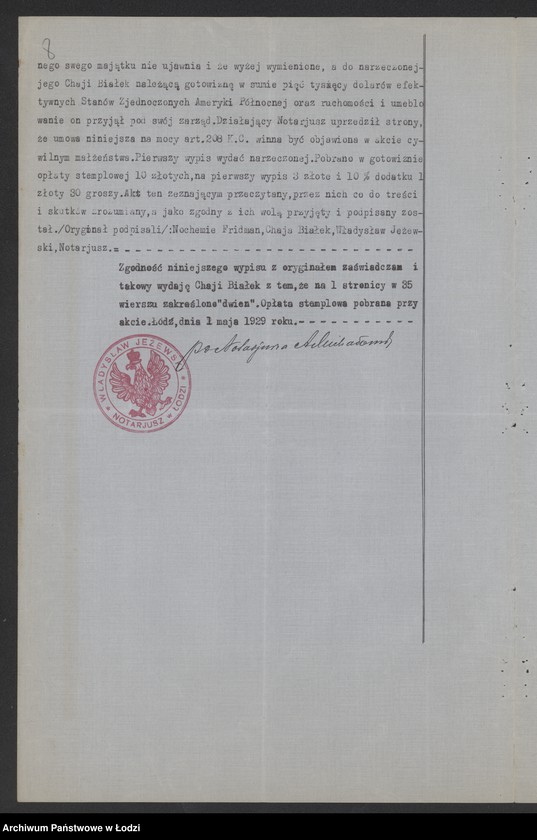 8
nego swego majątku nie ujawnia i że wyżej wymienione, a do narzeczonej-
jego Chaji Białek należącą gotowiznę w sumie pięć tysięcy dolarów efek-
tywnych Stanów Zjednoczonych Ameryki Północnej oraz ruchomości i umeblo
wanie on przyjął pod swój zarząd.Działający Notarjusz uprzedził strony,
że umowa niniejsza na mocy art.208 K.C. winna być objawiona w akcie cy-
wilnym małżeństwa.Pierwszy wypis wydać narzeczonej.Pobrano w gotowiźnie
opłaty stemplowej 10 złotych,na pierwszy wypis 3 złote i 10 % dodatku 1
złoty 30 groszy.Akt ten zeznającym przeczytany,przez nich co do treści
i skutków zrozumiany,a jako zgodny z ich wolą przyjęty i podpisany zos-
tał./Oryginał podpisali/:Nochemie Fridman,Chaja Białek,Władysław Jeżew-
ski,Notarjusz.=
Zgodność niniejszego wypisu z oryginałem zaświadczam i
takowy wydaję Chaji Białek z tem,że na 1 stronicy w 35
wierszu zakreślono"dwien".Opłata stemplowa pobrana przy
akcie.Łódź,dnia 1 maja 1929 roku.
WŁADYSŁAW JEŻEWSKI
NOTARJUSZ w ŁODZI
Archiwum Państwowe w Łodzi